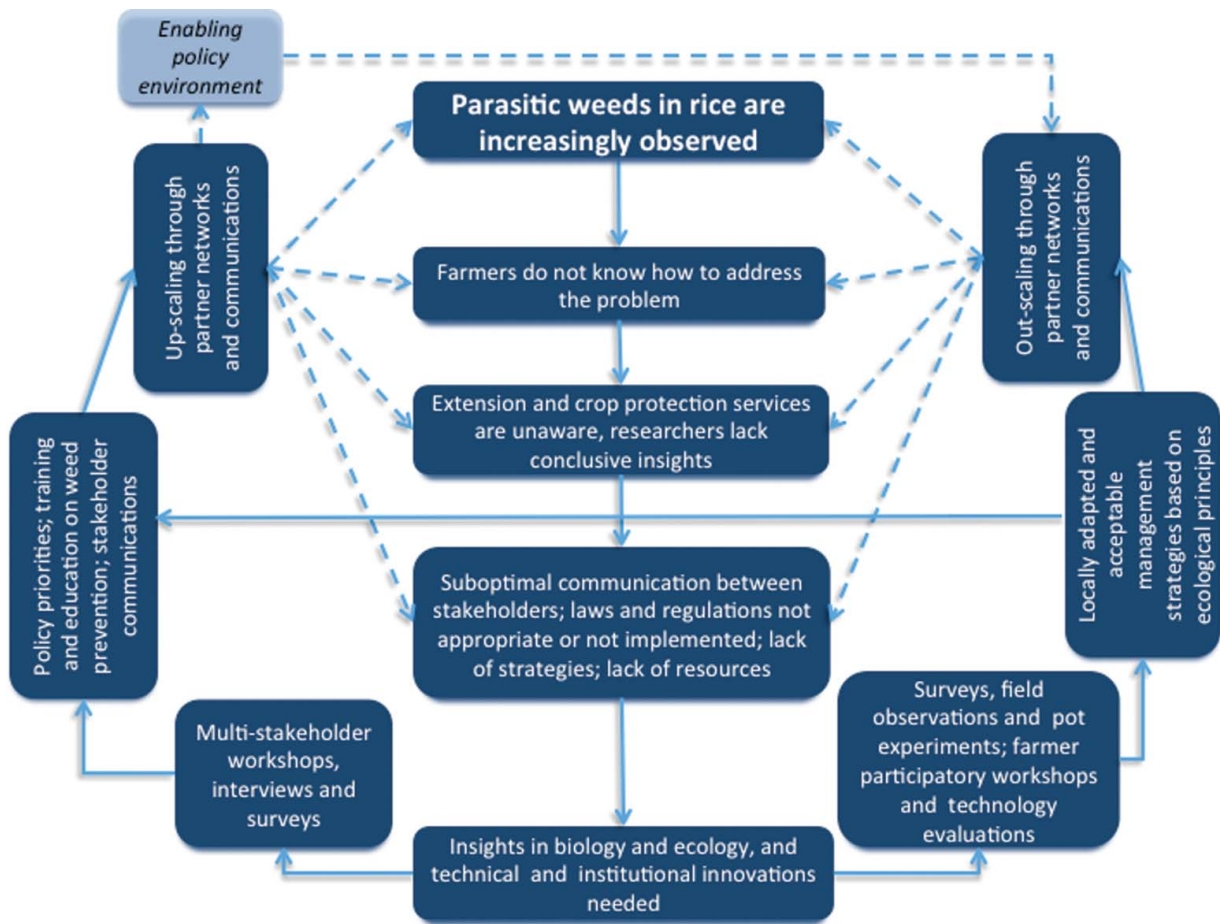 Enabling
policy
environment
Parasitic weeds in rice are
increasingly observed
Up-scaling through
partner networks
and communications
Out-scaling through
partner networks
and communications
Farmers do not know how to address
the problem
Extension and crop protection services
are unaware, researchers lack
conclusive insights
Policy priorities; training
and education on weed
prevention; stakeholder
communications
Locally adapted and
acceptable
management
strategies based on
ecological principles
Suboptimal communication between
stakeholders; laws and regulations not
appropriate or not implemented; lack
of strategies; lack of resources
Multi-stakeholder
workshops,
interviews and
surveys
Surveys, field
observations and pot
experiments; farmer
participatory workshops
and technology
evaluations
Insights in biology and ecology, and
technical and institutional innovations
needed